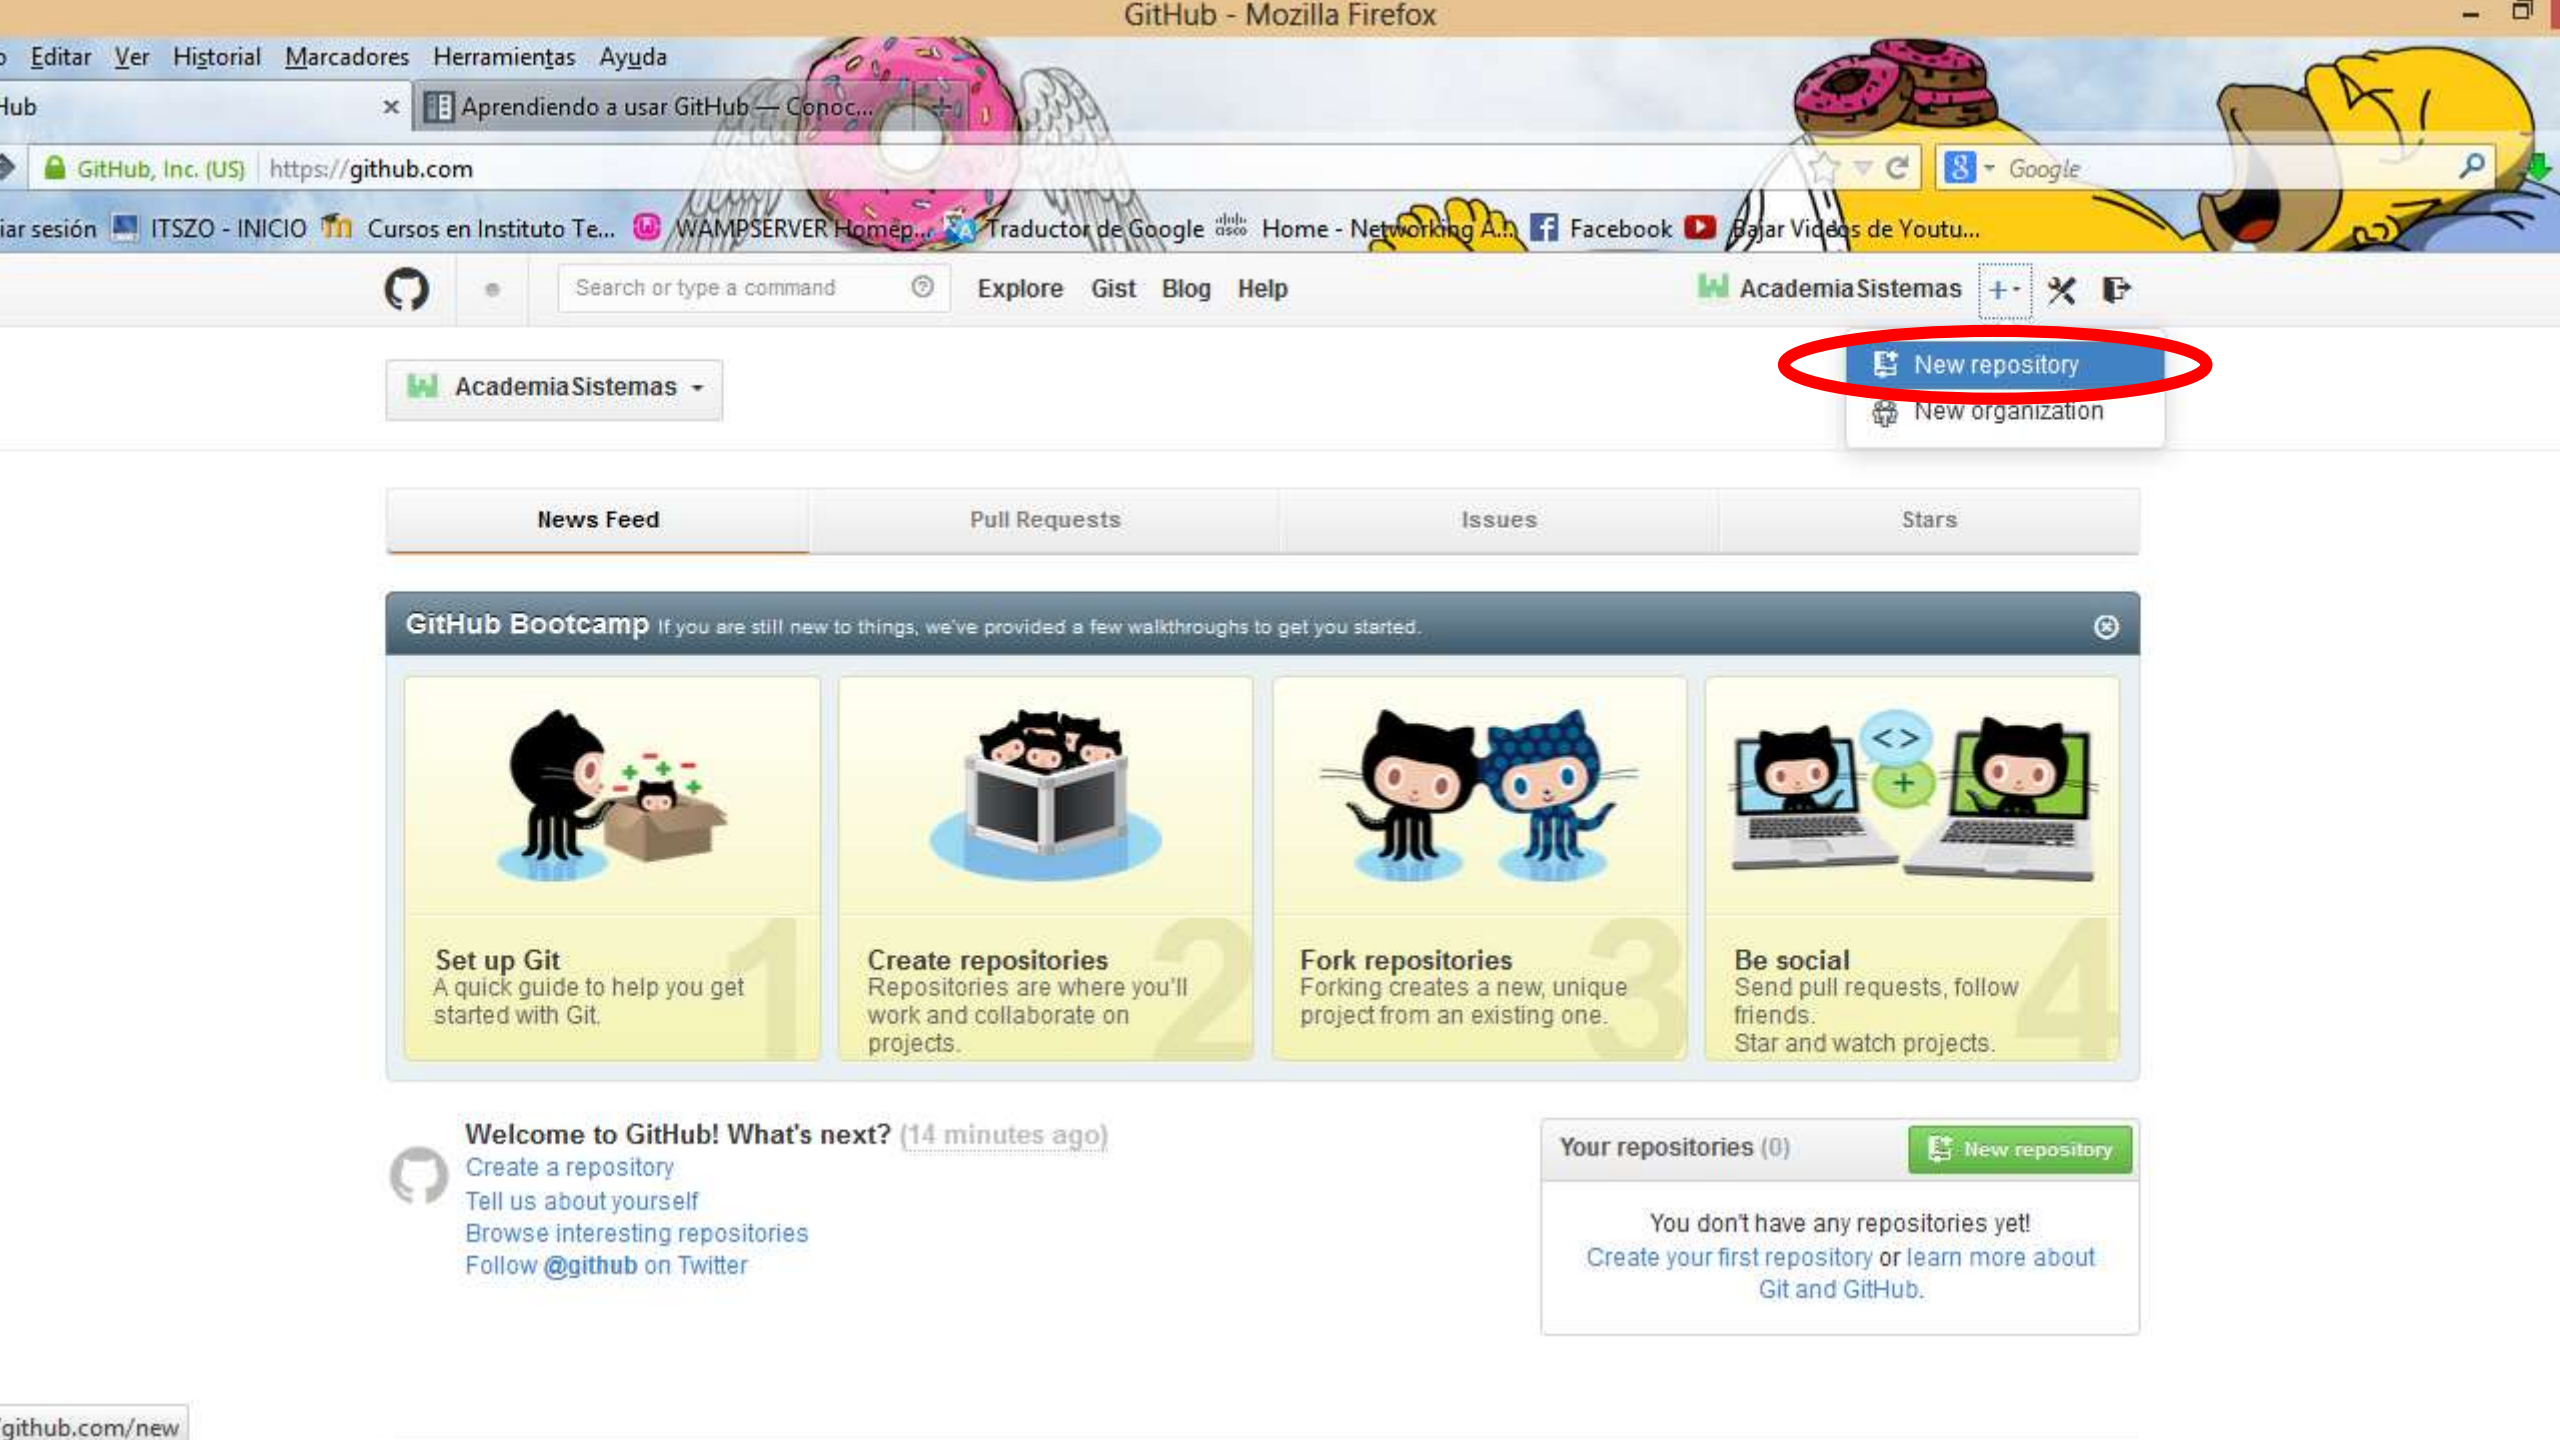 GitHub - Mozilla Firefox
Editar Ver Historial Marcadores Herramientas Ayuda
Hub × Aprendiendo a usar GitHub — Conoc...
GitHub, Inc. (US) https://github.com Google
iar sesión ITSZO - INICIO Cursos en Instituto Te... WAMPSERVER Homep... Traductor de Google Home - Networking A... Facebook Bajar Videos de Youtu...
Search or type a command Explore Gist Blog Help AcademiaSistemas
New repository
AcademiaSistemas
New organization
News Feed Pull Requests Issues Stars
GitHub Bootcamp If you are still new to things, we've provided a few walkthroughs to get you started.
1 2 3 4
Set up Git
A quick guide to help you get
started with Git.
Create repositories
Repositories are where you'll
work and collaborate on
projects.
Fork repositories
Forking creates a new, unique
project from an existing one.
Be social
Send pull requests, follow
friends.
Star and watch projects.
Welcome to GitHub! What's next? (14 minutes ago)
Create a repository
Tell us about yourself
Browse interesting repositories
Follow @github on Twitter
Your repositories (0) New repository
You don't have any repositories yet!
Create your first repository or learn more about
Git and GitHub.
github.com/new